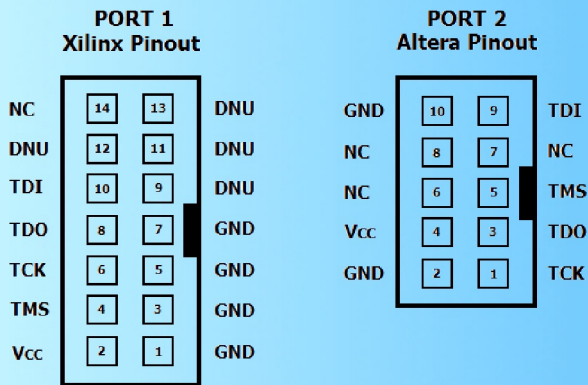 PORT 1
Xilinx Pinout
NC 14 13 DNU
DNU 12 11 DNU
TDI 10 9 DNU
TDO 8 7 GND
TCK 6 5 GND
TMS 4 3 GND
Vcc 2 1 GND
PORT 2
Altera Pinout
GND 10 9 TDI
NC 8 7 NC
NC 6 5 TMS
Vcc 4 3 TDO
GND 2 1 TCK